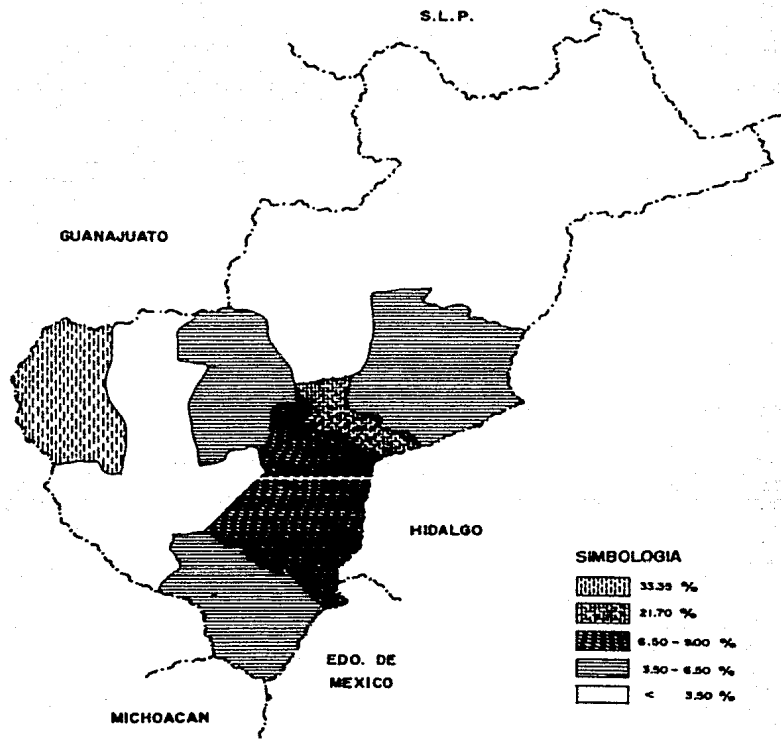 S.L.P.
GUANAJUATO
HIDALGO
EDO. DE
MEXICO
MICHOACAN
SIMBOLOGIA
33.35 %
21.70 %
6.50 - 9.00 %
3.50 - 6.50 %
< 3.50 %